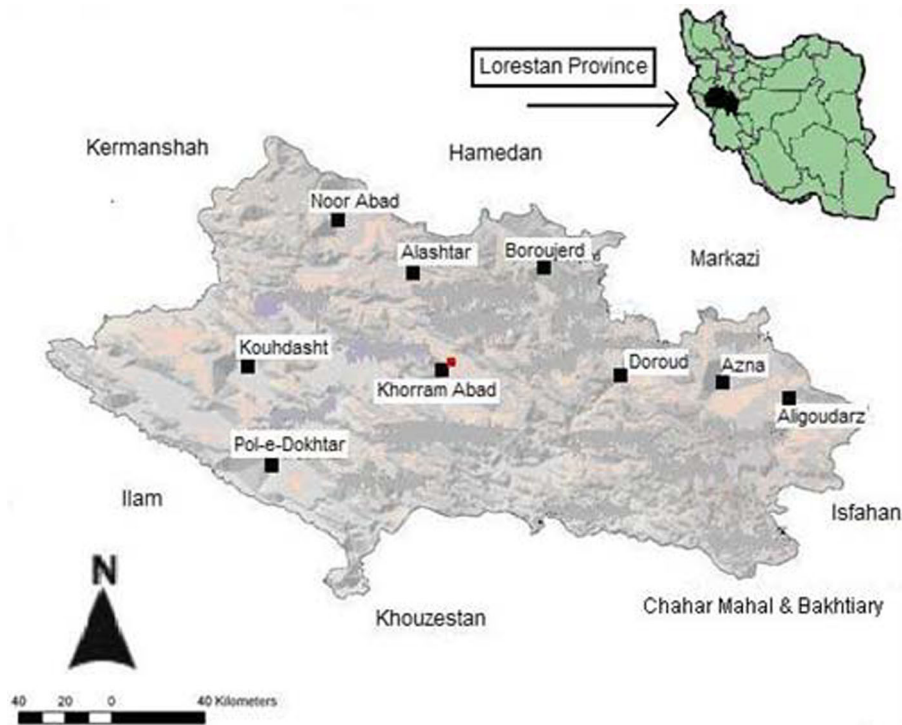 Lorestan Province
Kermanshah
Hamedan
Noor Abad
Alashtar
Boroujerd
Markazi
Kouhdasht
Khorram Abad
Doroud
Azna
Aligoudarz
Pol-e-Dokhtar
Ilam
Isfahan
Chahar Mahal & Bakhtiary
Khouzestan
N
40 20 0 40 Kilometers